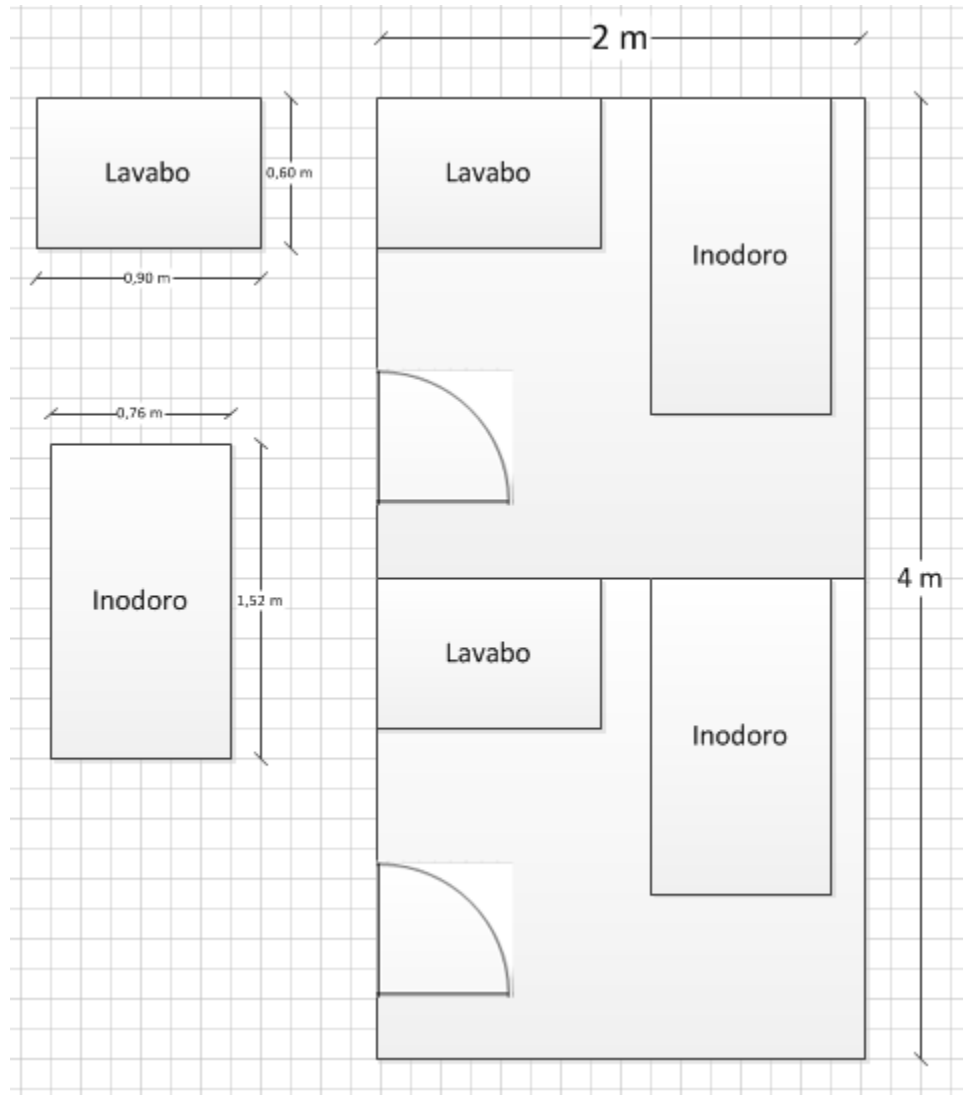 2 m
Lavabo
0,60 m
0,90 m
Lavabo
Inodoro
0,76 m
Inodoro
1,52 m
4 m
Lavabo
Inodoro